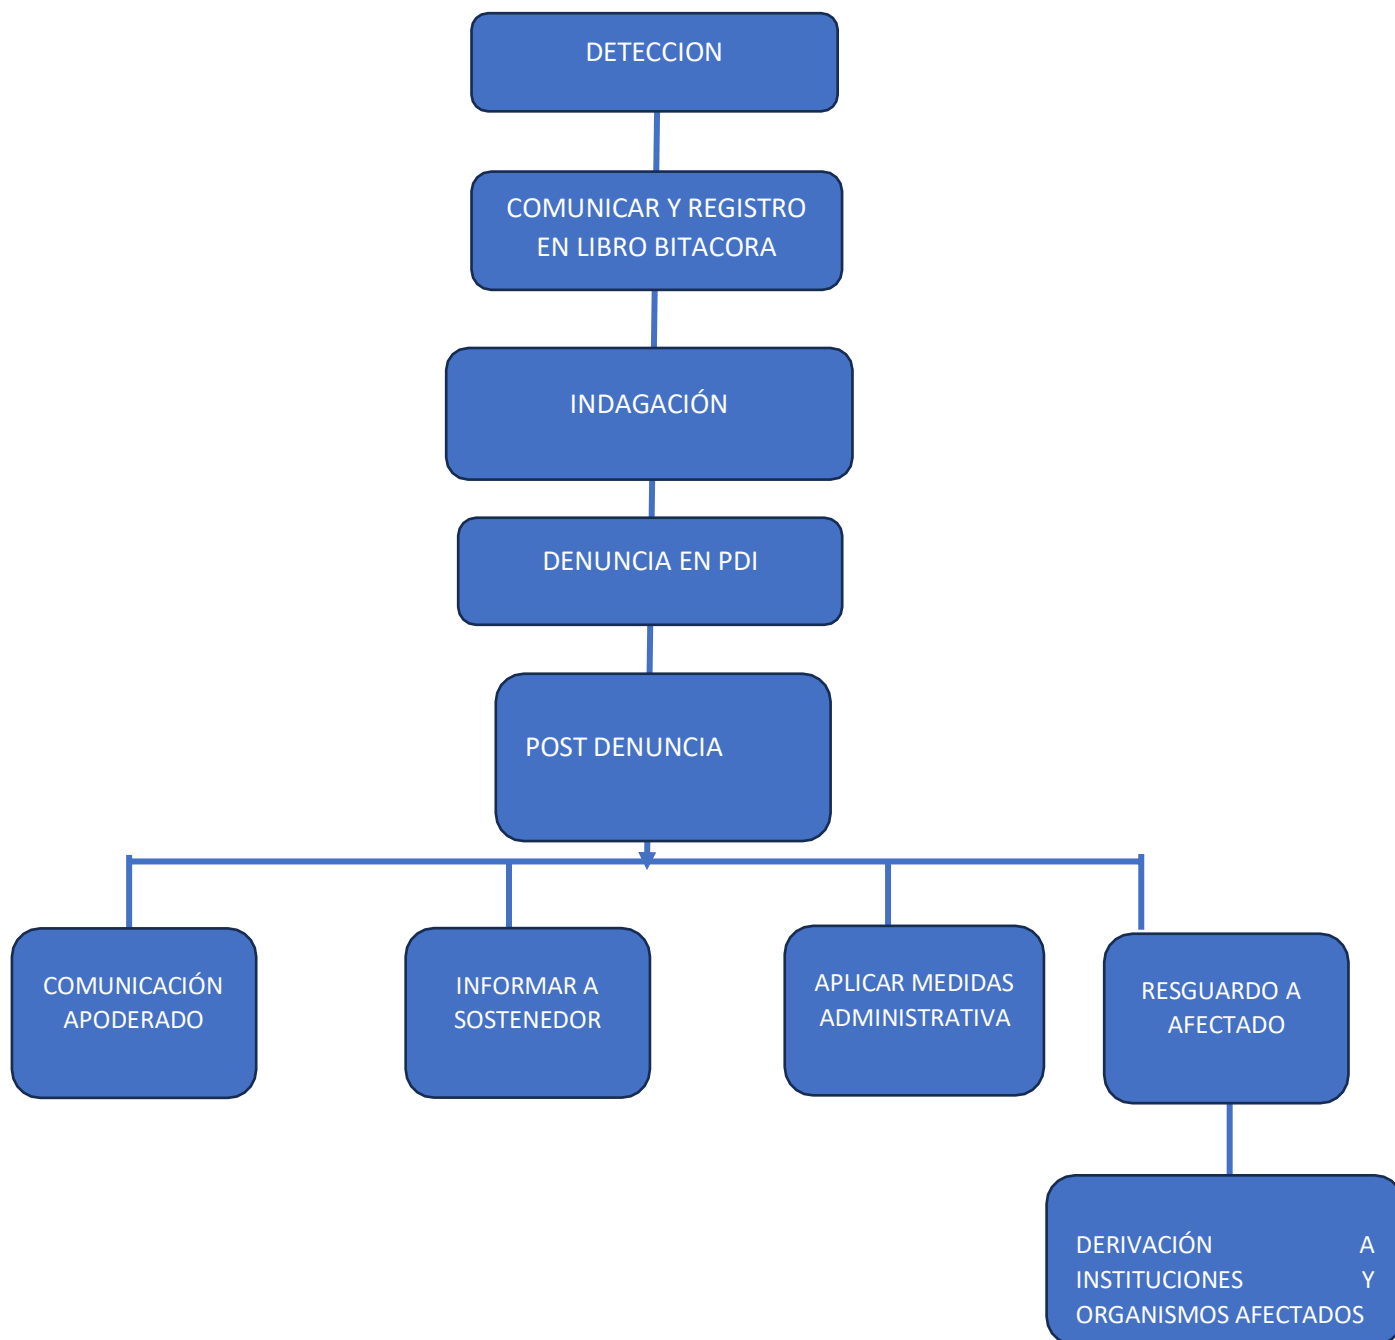 DETECCION
COMUNICAR Y REGISTRO
EN LIBRO BITACORA
INDAGACIÓN
DENUNCIA EN PDI
POST DENUNCIA
COMUNICACIÓN
APODERADO
INFORMAR A
SOSTENEDOR
APLICAR MEDIDAS
ADMINISTRATIVA
RESGUARDO A
AFECTADO
DERIVACIÓN A
INSTITUCIONES Y
ORGANISMOS AFECTADOS